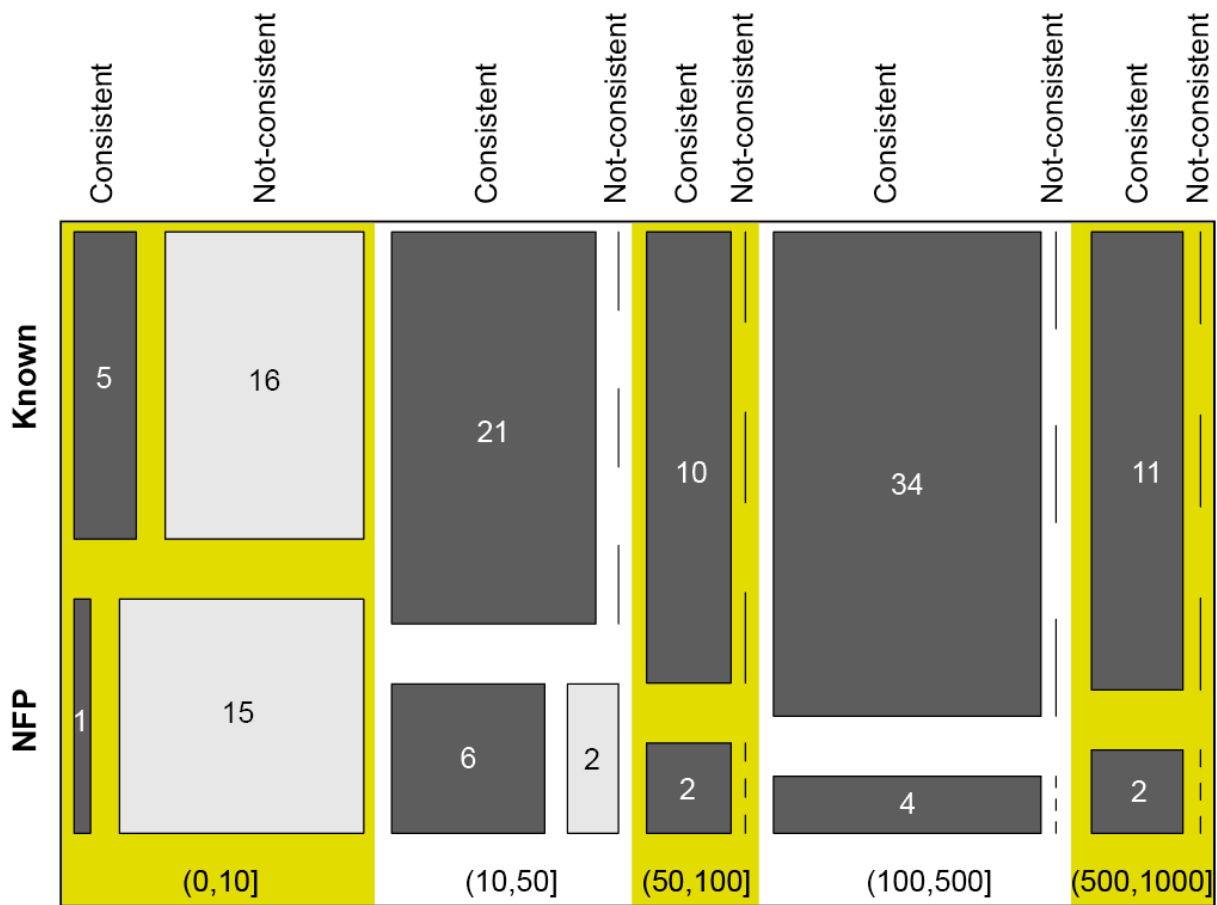 Consistent
Not-consistent
Consistent
Not-consistent
Consistent
Not-consistent
Consistent
Not-consistent
Consistent
Not-consistent
Known
5
16
21
10
34
11
NFP
1
15
6
2
2
4
2
(0,10]
(10,50]
(50,100]
(100,500]
(500,1000]